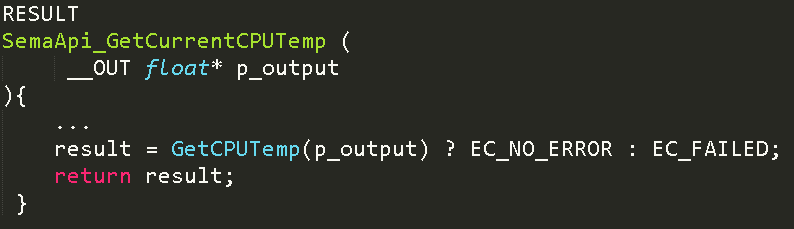 RESULT
SemaApi_GetCurrentCPUTemp (
__OUT float* p_output
){
...
result = GetCPUTemp(p_output) ? EC_NO_ERROR : EC_FAILED;
return result;
}